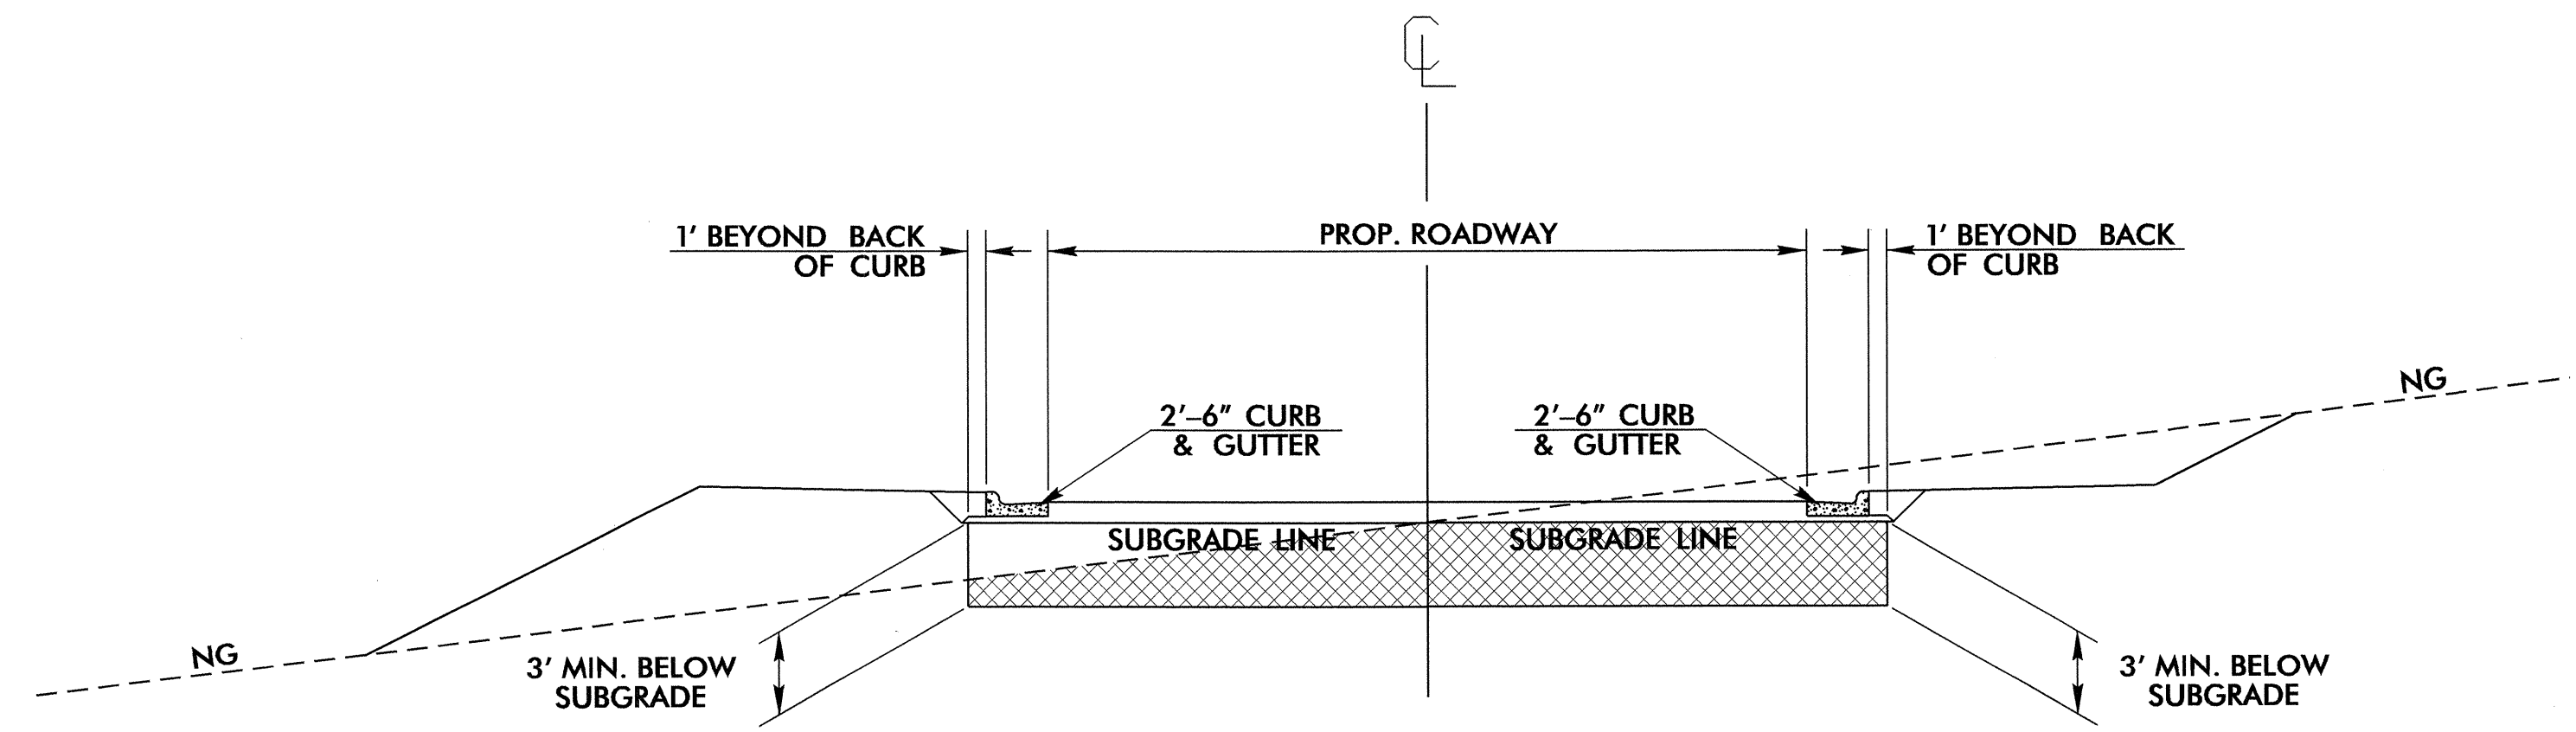 CL
1' BEYOND BACK
OF CURB
PROP. ROADWAY
1' BEYOND BACK
OF CURB
NG
2'–6" CURB
& GUTTER
2'–6" CURB
& GUTTER
SUBGRADE LINE
SUBGRADE LINE
NG
3' MIN. BELOW
SUBGRADE
3' MIN. BELOW
SUBGRADE